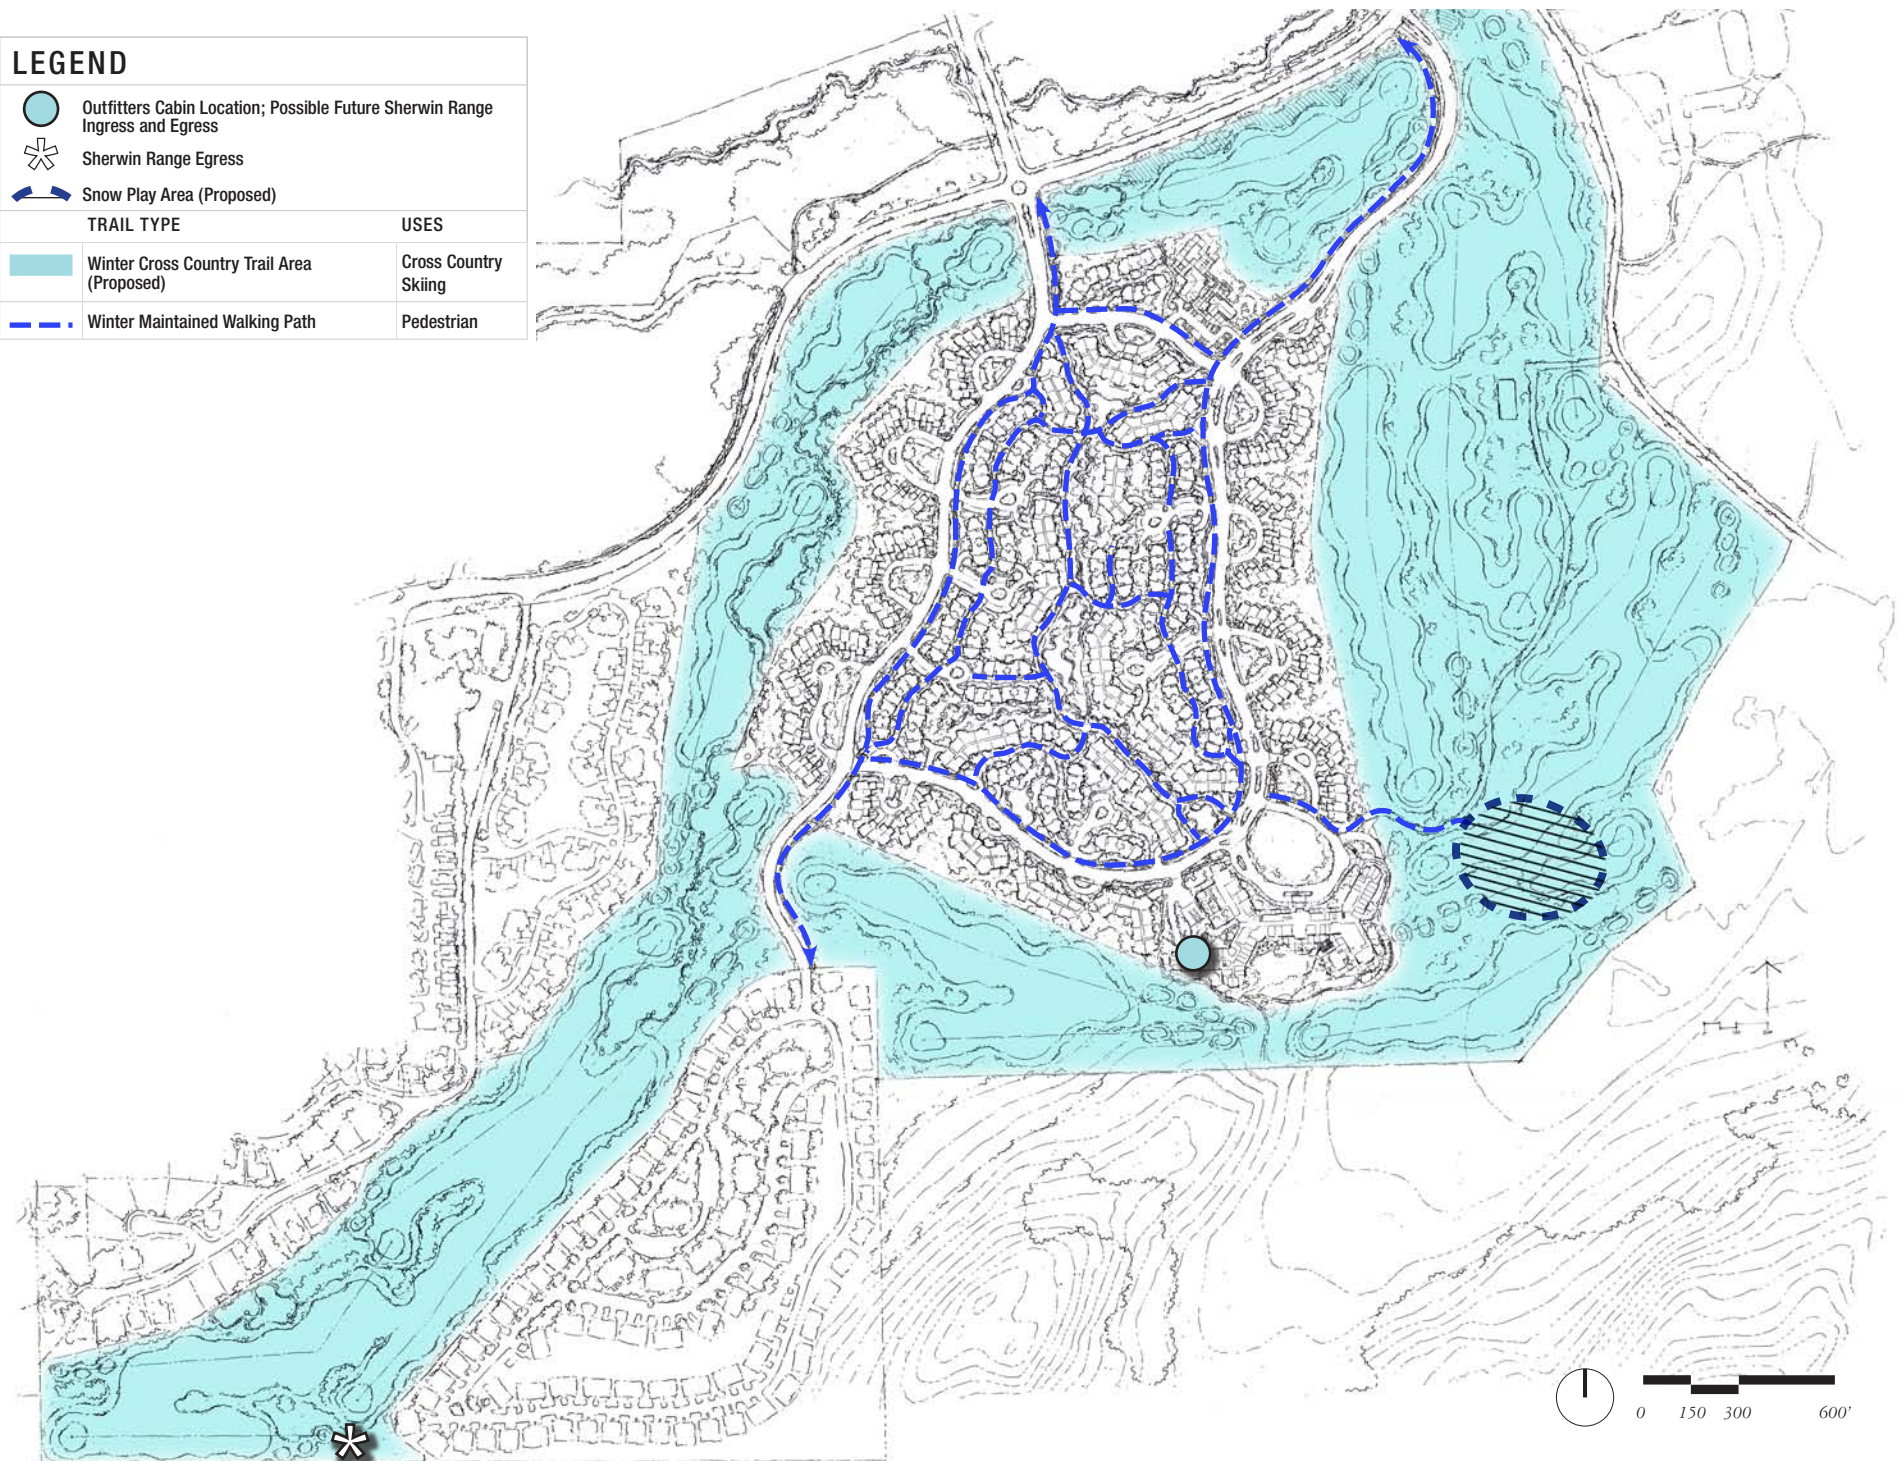 LEGEND
Outfitters Cabin Location; Possible Future Sherwin Range
Ingress and Egress
Sherwin Range Egress
Snow Play Area (Proposed)
TRAIL TYPE USES
Winter Cross Country Trail Area
(Proposed)
Cross Country
Skiing
Winter Maintained Walking Path Pedestrian
0 150 300 600'